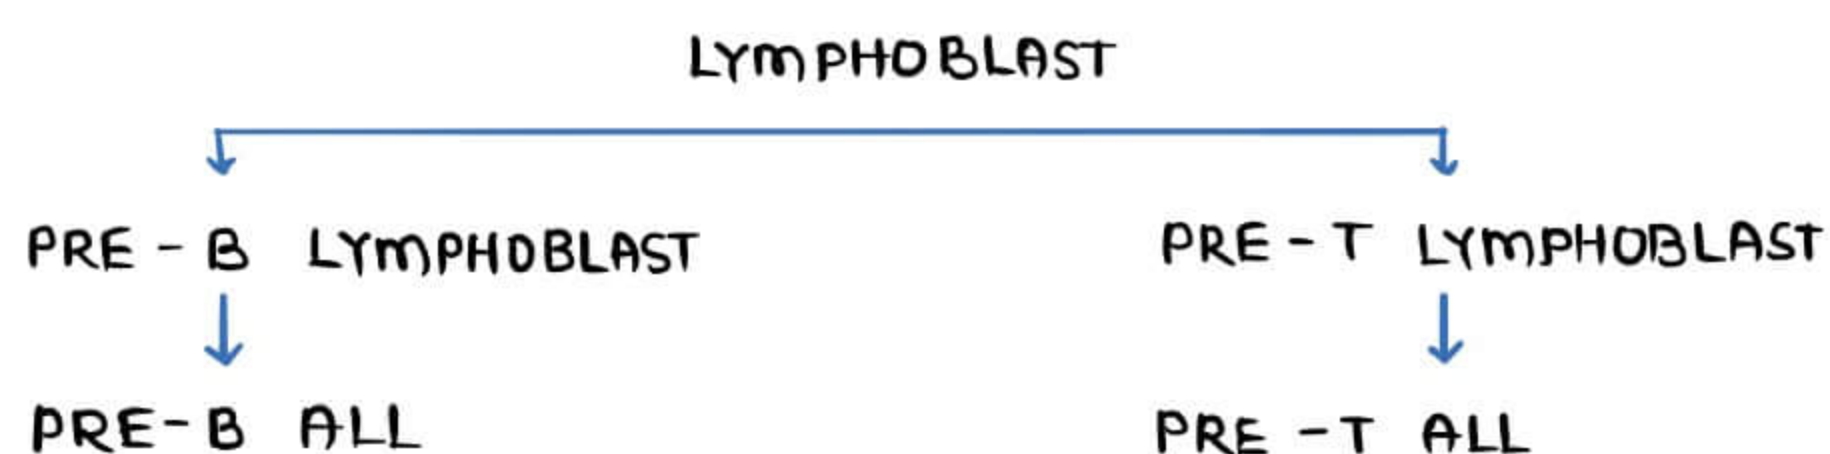 LYMPHOBLAST
PRE - B LYMPHOBLAST
PRE - T LYMPHOBLAST
PRE - B ALL
PRE - T ALL